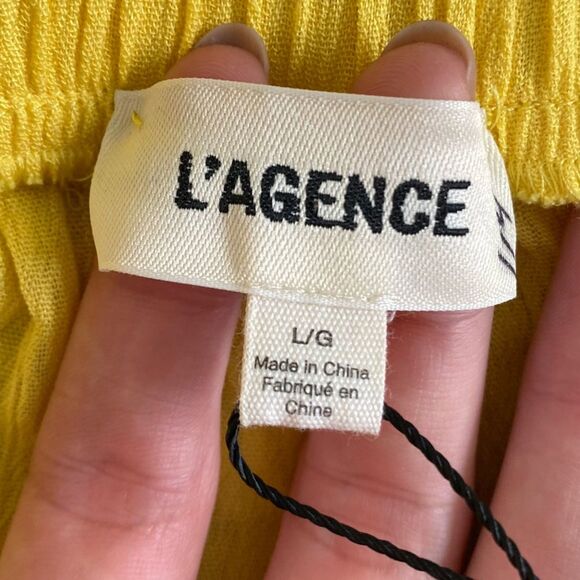 L'AGENCE
L/G
Made in China
Fabriqué en
Chine